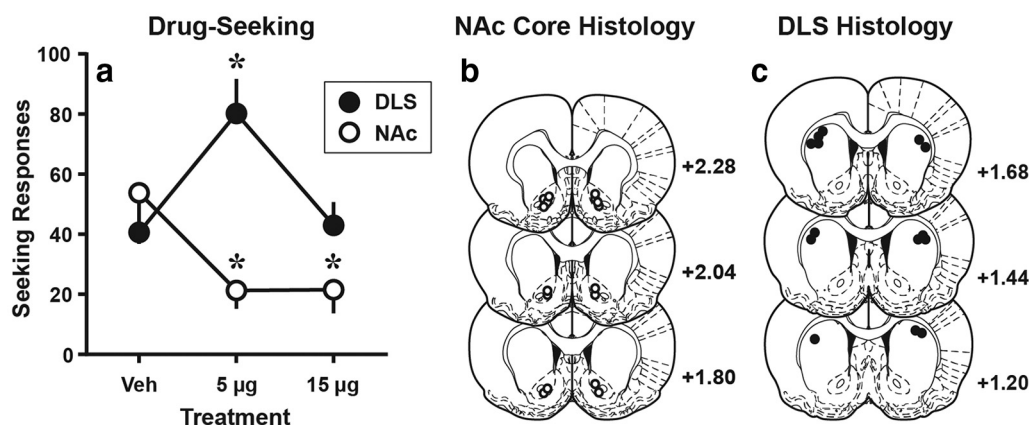 Drug-Seeking
a
100
80
60
40
20
0
Seeking Responses
*
*
*
DLS
NAc
Veh
5 µg
15 µg
Treatment
NAc Core Histology
b
+2.28
+2.04
+1.80
DLS Histology
c
+1.68
+1.44
+1.20